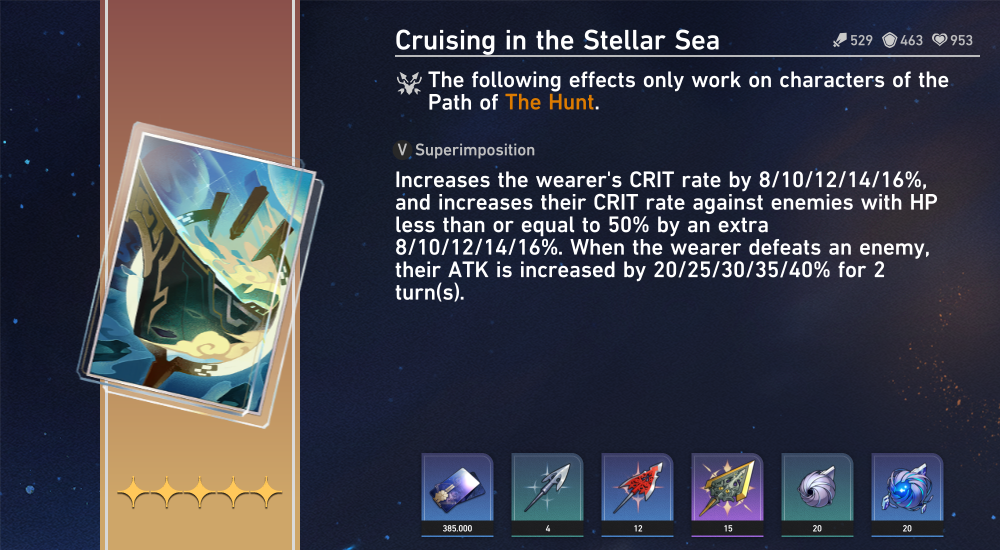 Cruising in the Stellar Sea
529 463 953
The following effects only work on characters of the
Path of The Hunt.
V Superimposition
Increases the wearer's CRIT rate by 8/10/12/14/16%,
and increases their CRIT rate against enemies with HP
less than or equal to 50% by an extra
8/10/12/14/16%. When the wearer defeats an enemy,
their ATK is increased by 20/25/30/35/40% for 2
turn(s).
385.000 4 12 15 20 20